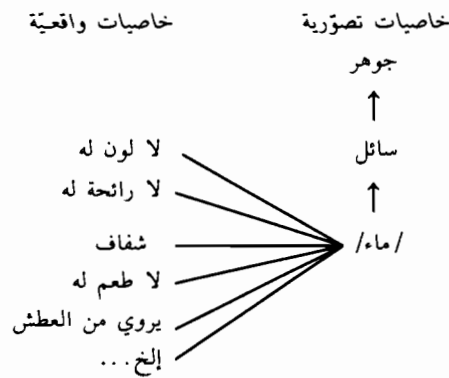 خاصيات تصوّرية
خاصيات واقعيّة
جوهر
سائل
لا لون له
لا رائحة له
/ماء/
شفاف
لا طعم له
يروي من العطش
إلخ...